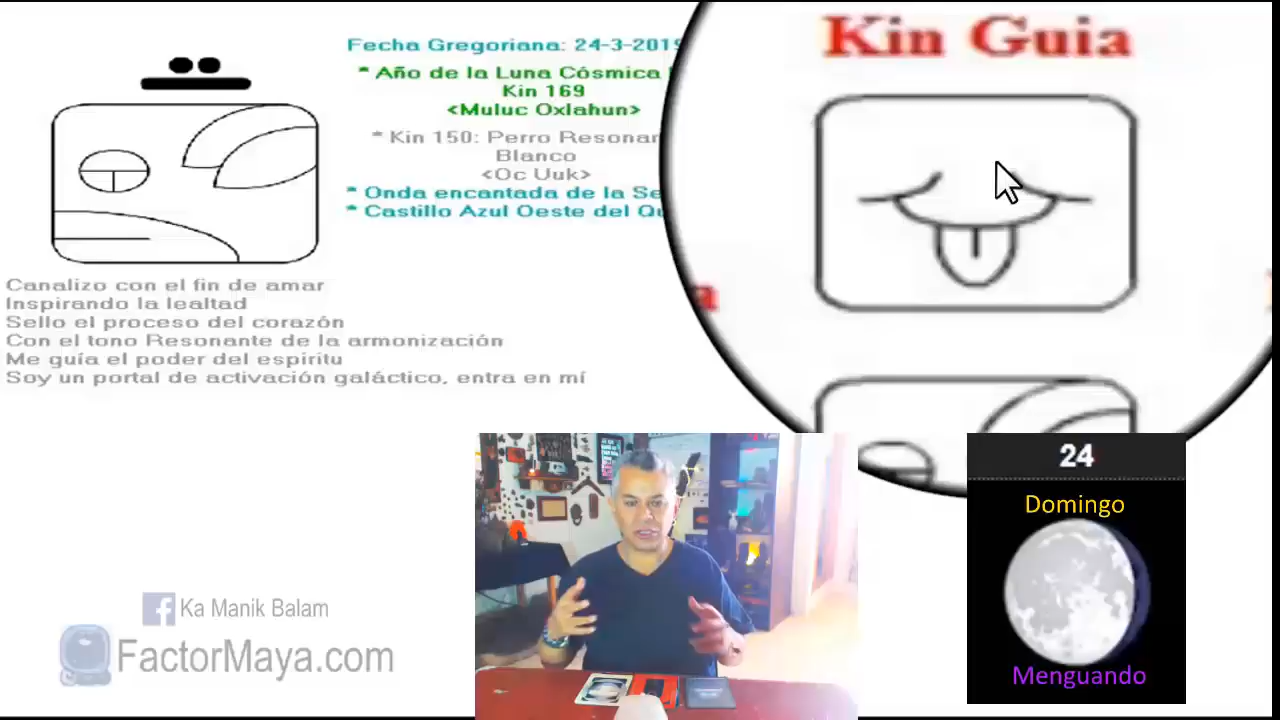 Fecha Gregoriana: 24-3-2019
* Año de la Luna Cósmica
Kin 169
<Muluc Oxlahun>
* Kin 150: Perro Resonan
Blanco
<Oc Uuk>
* Onda encantada de la Se
* Castillo Azul Oeste del Qu
Canalizo con el fin de amar
Inspirando la lealtad
Sello el proceso del corazón
Con el tono Resonante de la armonización
Me guía el poder del espiritu
Soy un portal de activación galáctico, entra en mí
Kin Guia
a
24
Domingo
Menguando
Ka Manik Balam
FactorMaya.com